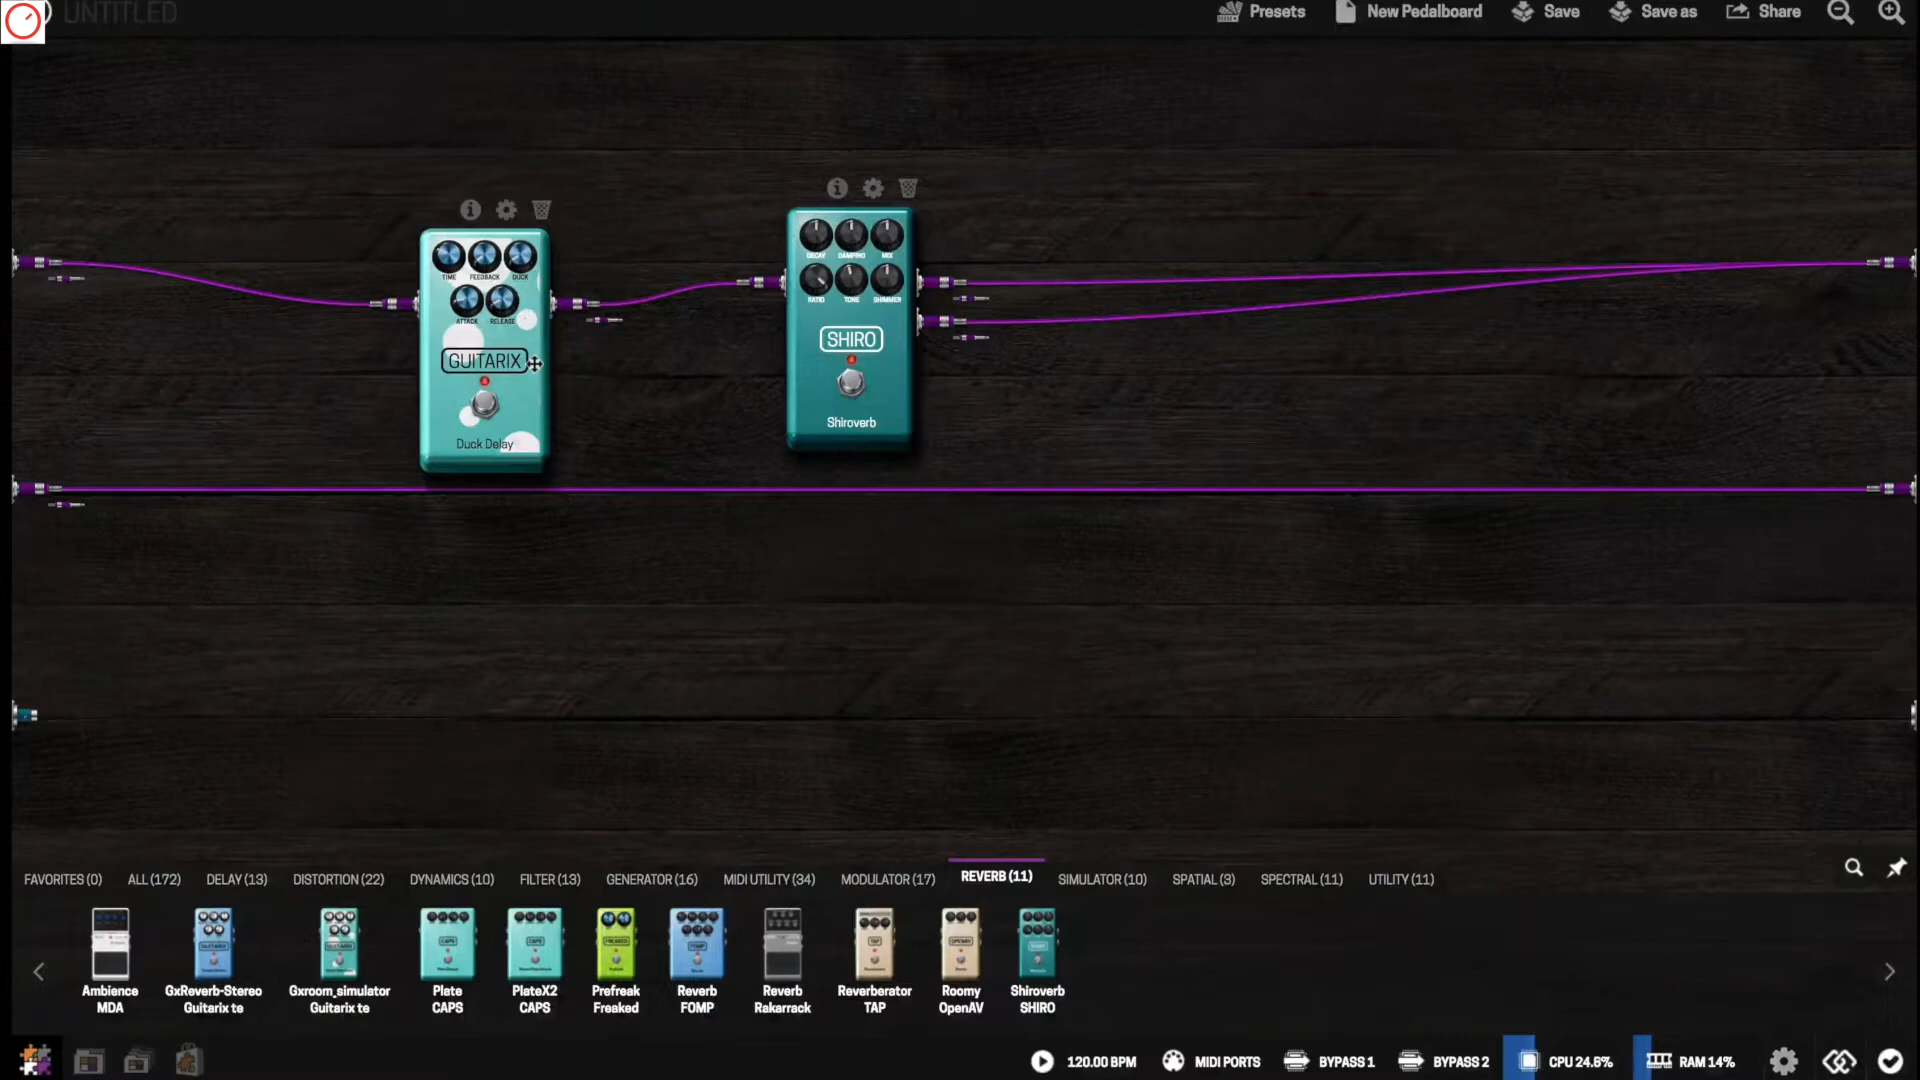 UNTITLED
Presets
New Pedalboard
Save
Save as
Share
TIME FEEDBACK DUCK
ATTACK RELEASE
GUITARIX
Duck Delay
DECAY DAMPING MIX
RATIO TONE SHIMMER
SHIRO
Shiroverb
FAVORITES (0) ALL (172) DELAY (13) DISTORTION (22) DYNAMICS (10) FILTER (13) GENERATOR (16) MIDI UTILITY (34) MODULATOR (17) REVERB (11) SIMULATOR (10) SPATIAL (3) SPECTRAL (11) UTILITY (11)
Ambience
MDA
GxReverb-Stereo
Guitarix te
Gxroom_simulator
Guitarix te
Plate
CAPS
PlateX2
CAPS
Prefreak
Freaked
Reverb
FOMP
Reverb
Rakarrack
Reverberator
TAP
Roomy
OpenAV
Shiroverb
SHIRO
120.00 BPM MIDI PORTS BYPASS 1 BYPASS 2 CPU 24.6% RAM 14%